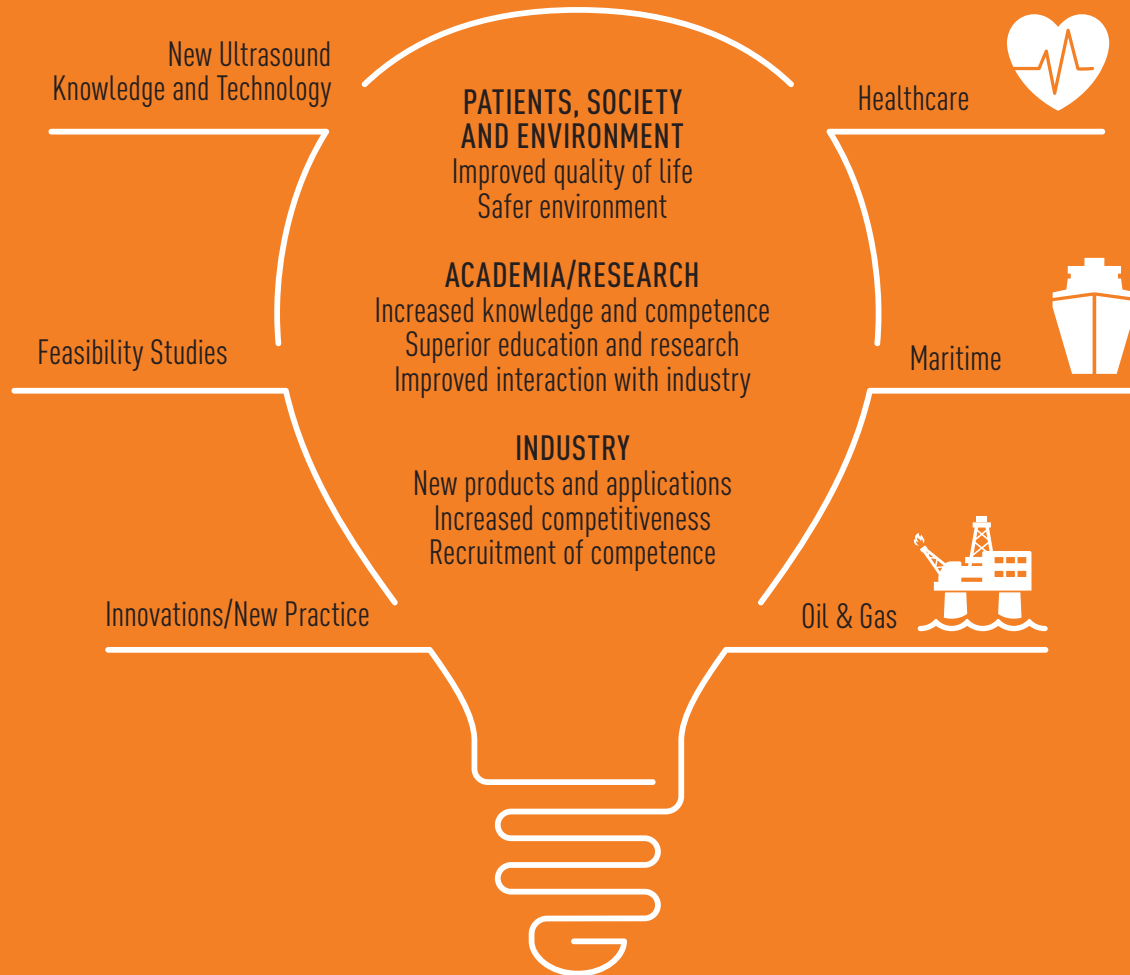 New Ultrasound
Knowledge and Technology
Healthcare
PATIENTS, SOCIETY
AND ENVIRONMENT
Improved quality of life
Safer environment
ACADEMIA/RESEARCH
Increased knowledge and competence
Superior education and research
Improved interaction with industry
Feasibility Studies
Maritime
INDUSTRY
New products and applications
Increased competitiveness
Recruitment of competence
Innovations/New Practice
Oil & Gas